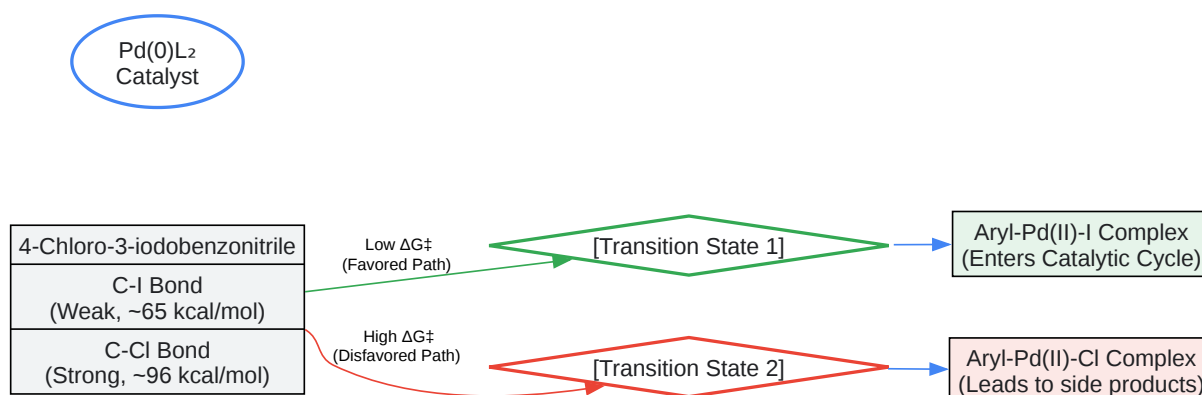 Pd(0)L₂
Catalyst
4-Chloro-3-iodobenzonitrile
C-I Bond
(Weak, ~65 kcal/mol)
C-Cl Bond
(Strong, ~96 kcal/mol)
Low ΔG‡
(Favored Path)
High ΔG‡
(Disfavored Path)
[Transition State 1]
[Transition State 2]
Aryl-Pd(II)-I Complex
(Enters Catalytic Cycle)
Aryl-Pd(II)-Cl Complex
(Leads to side products)